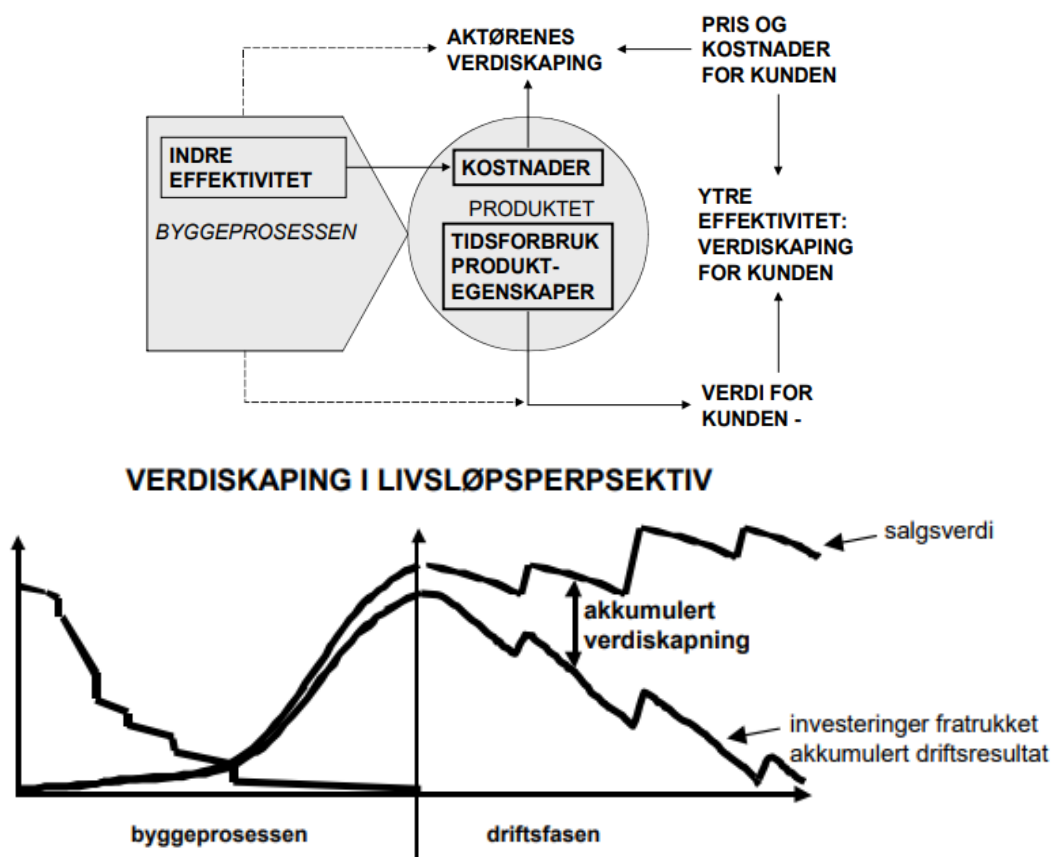 AKTØRENES
VERDISKAPING
PRIS OG
KOSTNADER
FOR KUNDEN
INDRE
EFFEKTIVITET
BYGGEPROSESSEN
KOSTNADER
PRODUKTET
TIDSFORBRUK
PRODUKT-
EGENSKAPER
YTRE
EFFEKTIVITET:
VERDISKAPING
FOR KUNDEN
VERDI FOR
KUNDEN -
VERDISKAPING I LIVSLØPSPERPSEKTIV
salgsverdi
akkumulert
verdiskapning
investeringer fratrukket
akkumulert driftsresultat
byggeprosessen
driftsfasen